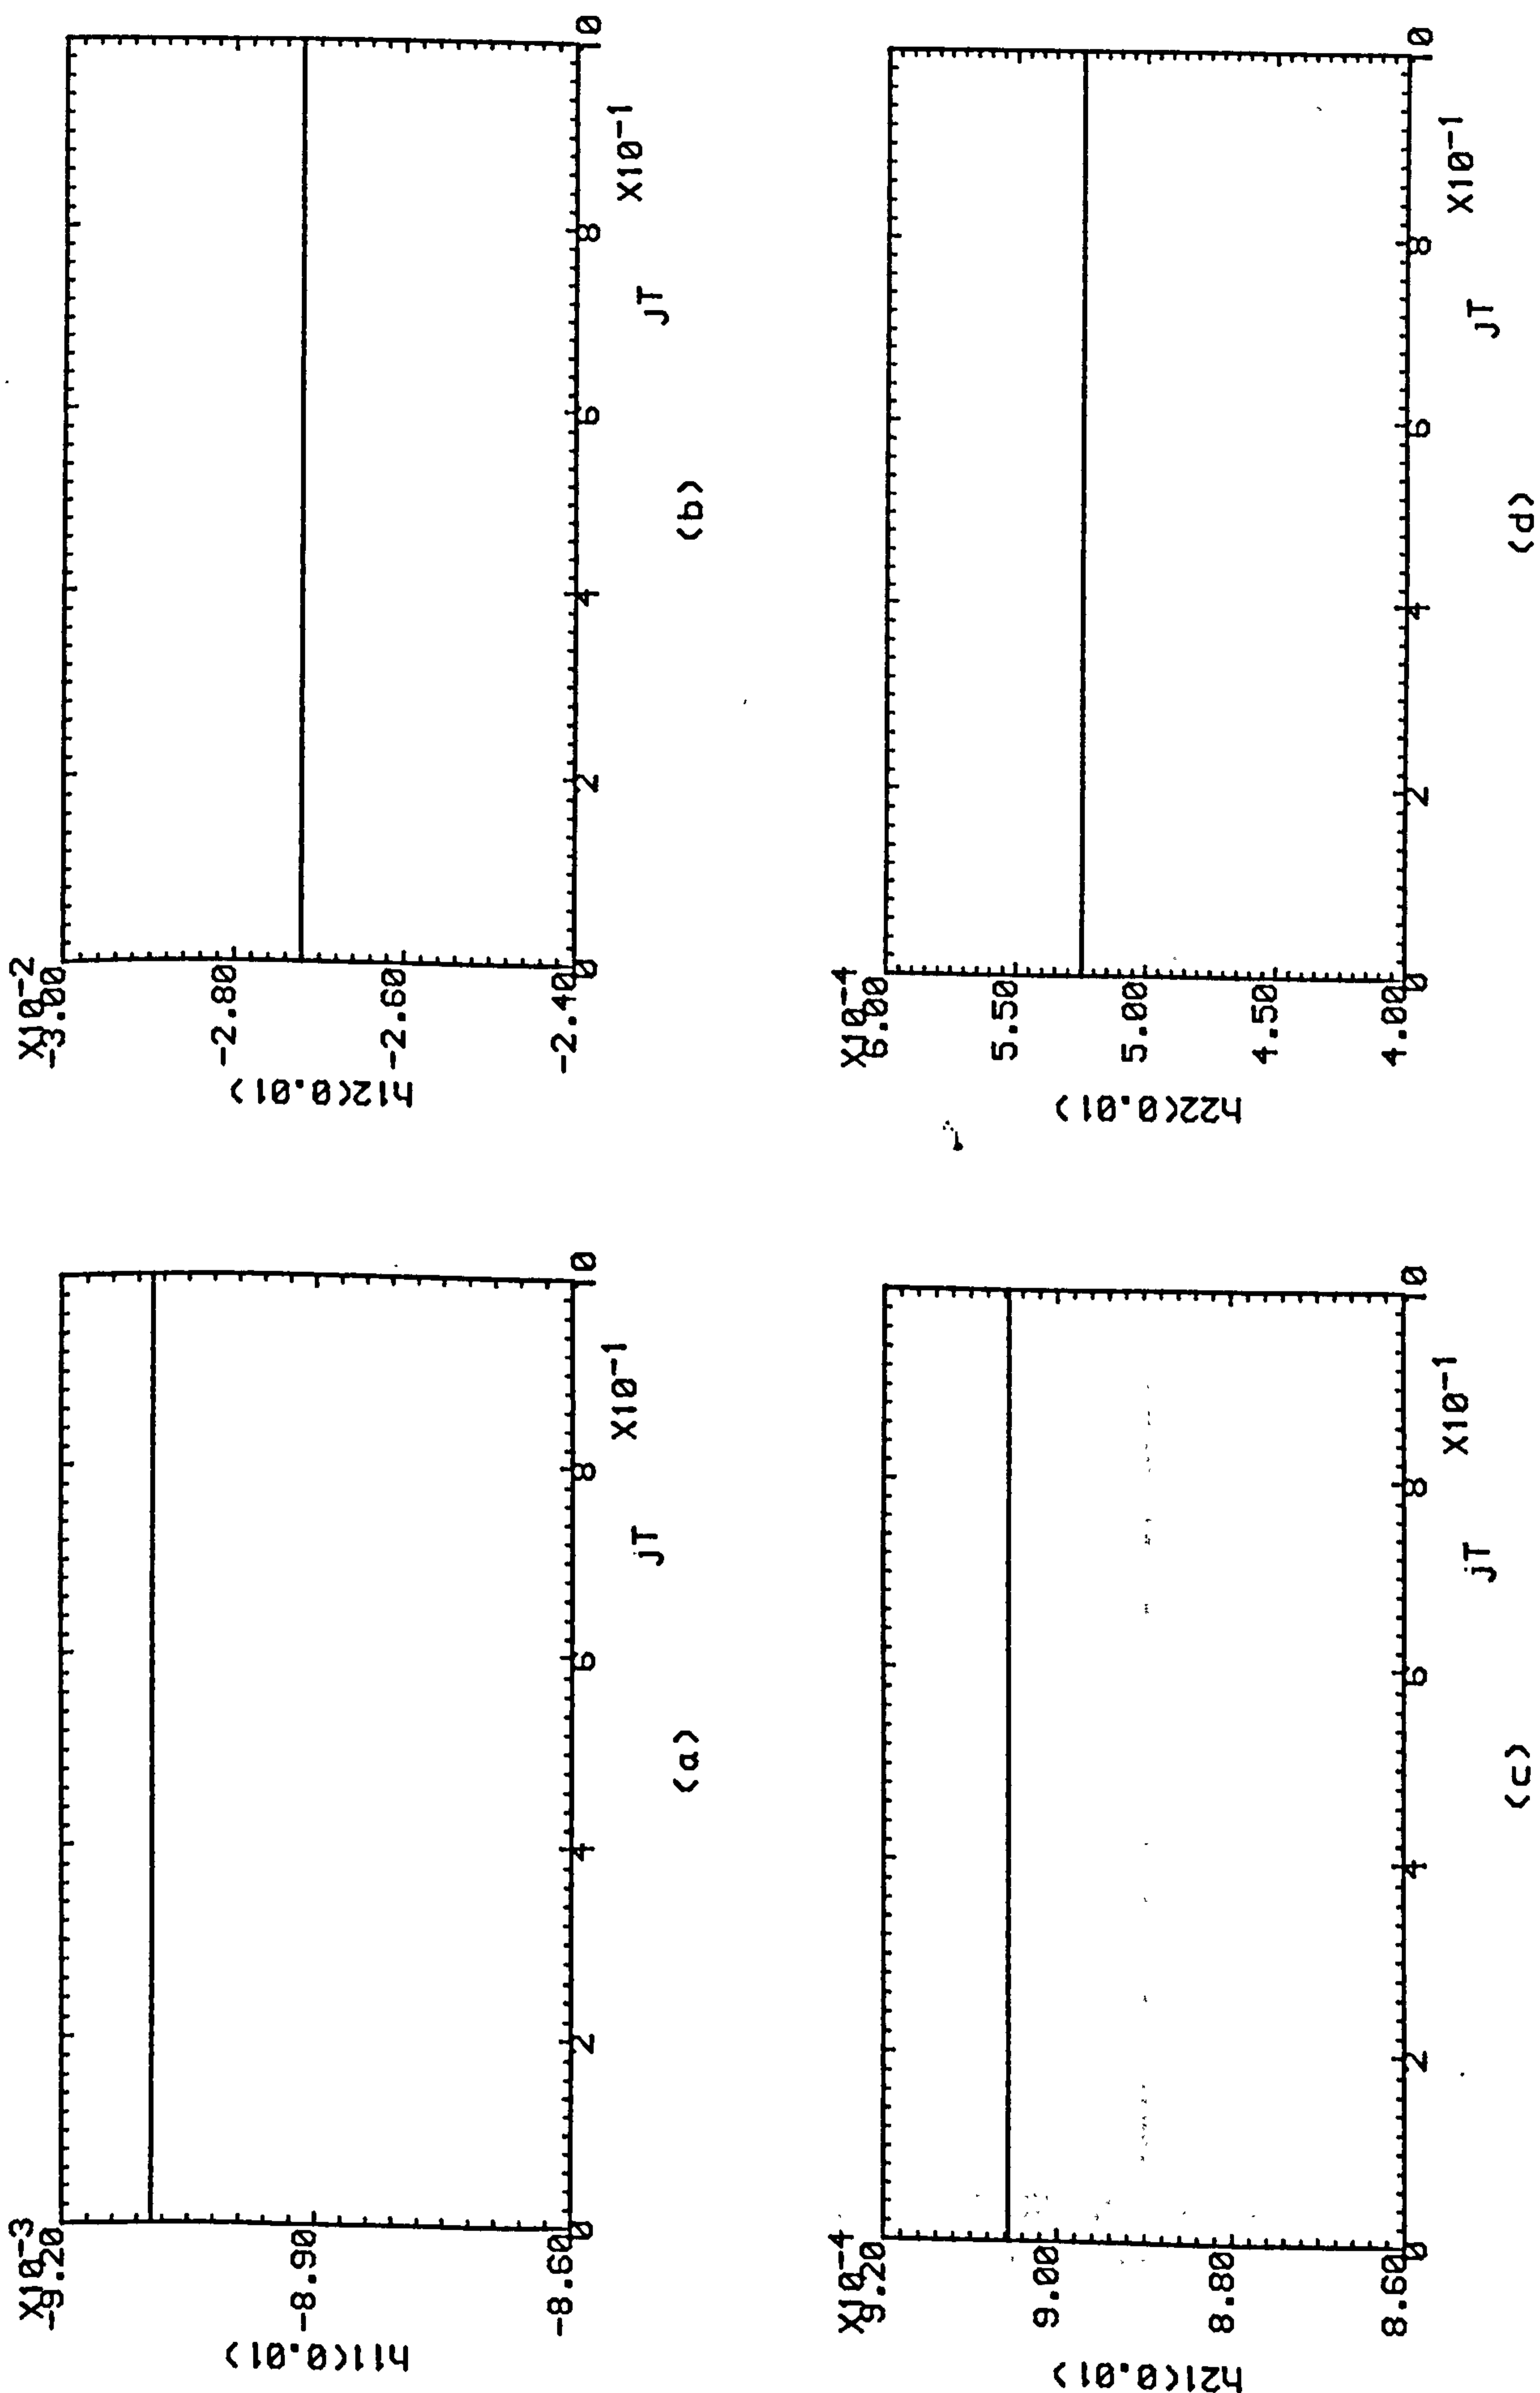 X10-3
-9.20
-8.90
-8.60
h11(0.01)
0 2 4 6 8 10
jT X10-1
(a)
X10-2
-3.00
-2.80
-2.60
-2.40
h12(0.01)
0 2 4 6 8 10
jT X10-1
(b)
X10-4
9.20
9.00
8.80
8.60
h21(0.01)
0 2 4 6 8 10
jT X10-1
(c)
X10-4
6.00
5.50
5.00
4.50
4.00
h22(0.01)
0 2 4 6 8 10
jT X10-1
(d)